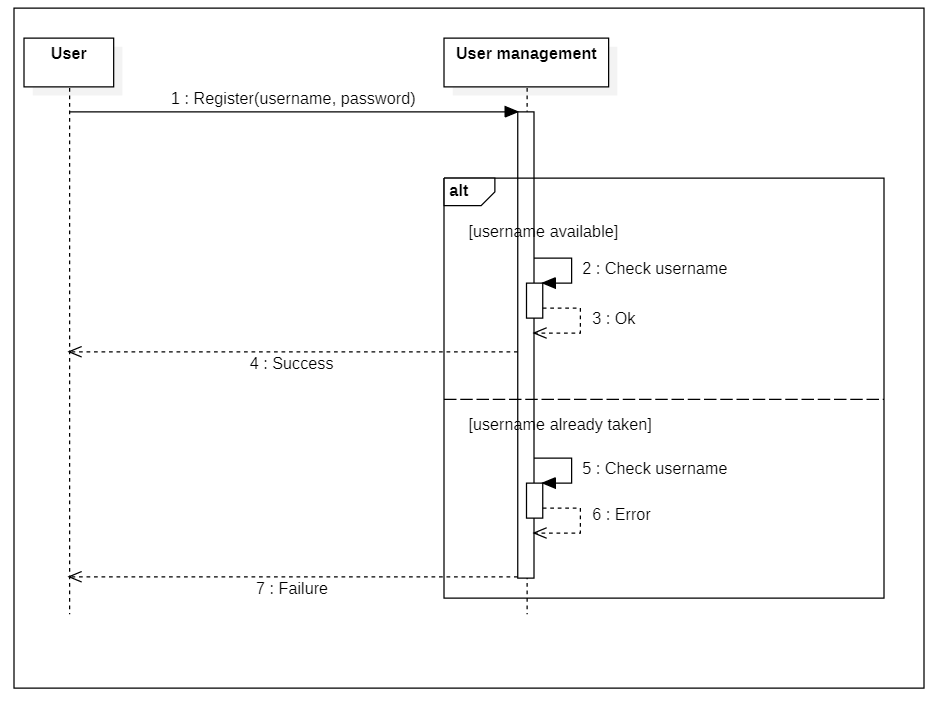 User
User management
1 : Register(username, password)
alt
[username available]
2 : Check username
3 : Ok
4 : Success
[username already taken]
5 : Check username
6 : Error
7 : Failure